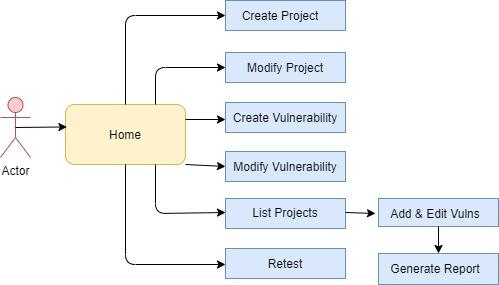 Create Project
Modify Project
Create Vulnerability
Home
Modify Vulnerability
Actor
List Projects
Add & Edit Vulns
Retest
Generate Report